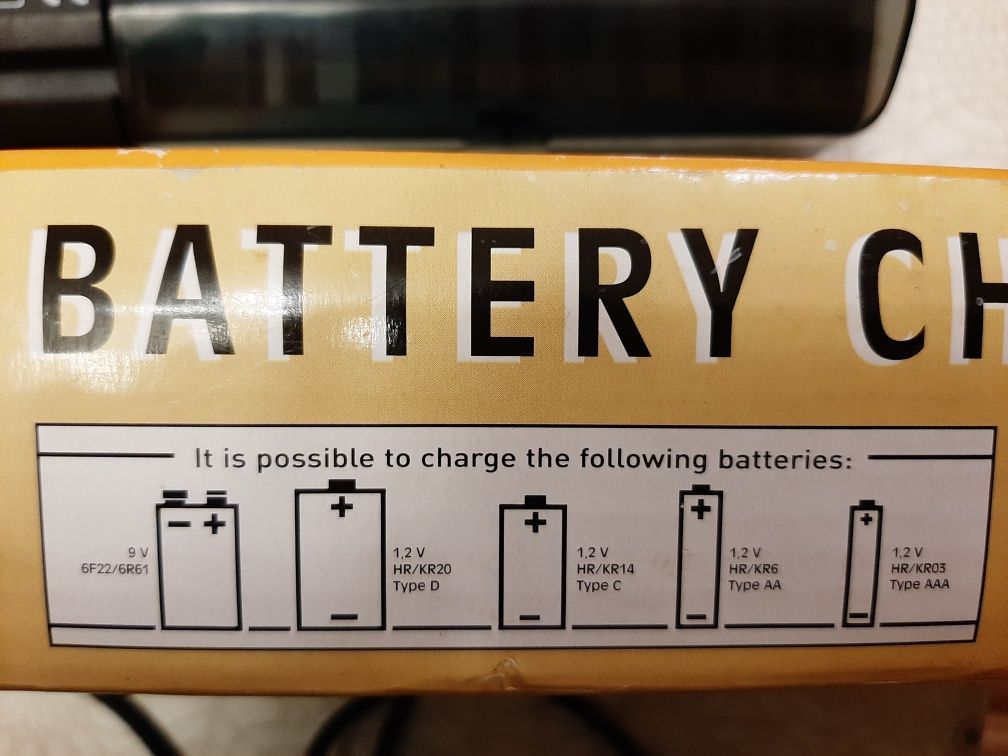 BATTERY CH
It is possible to charge the following batteries:
9 V
6F22/6R61
1,2 V
HR/KR20
Type D
1,2 V
HR/KR14
Type C
1,2 V
HR/KR6
Type AA
1,2 V
HR/KR03
Type AAA